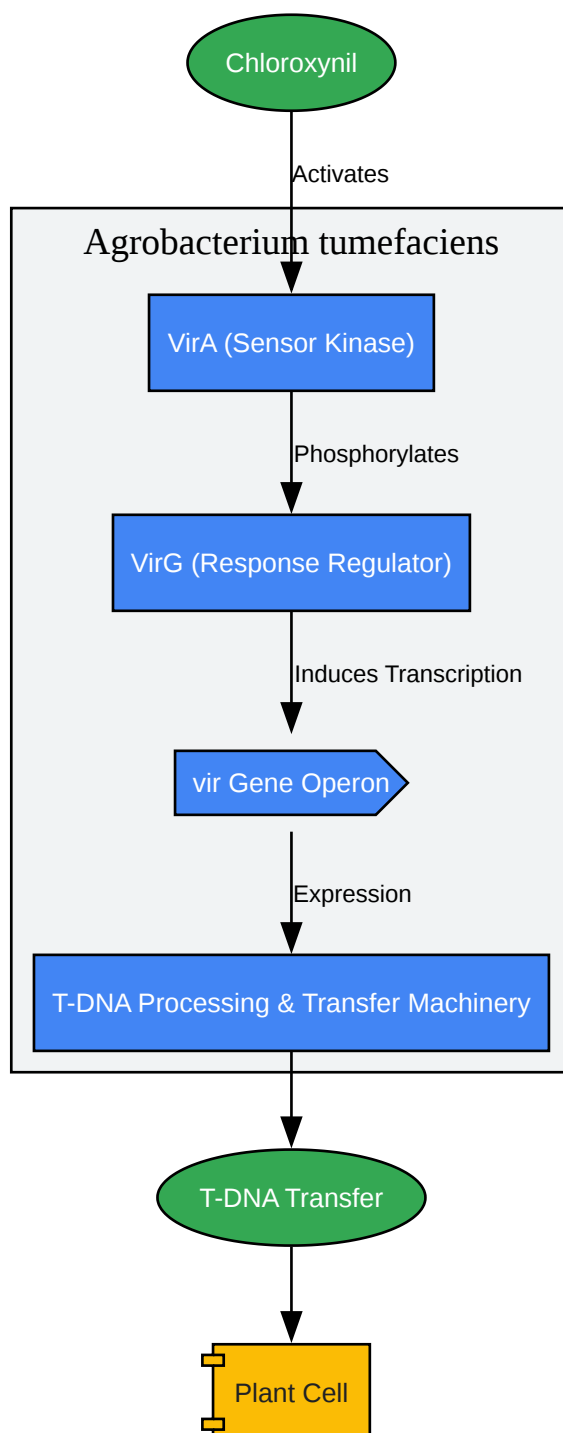 Chloroxynil
Activates
Agrobacterium tumefaciens
VirA (Sensor Kinase)
Phosphorylates
VirG (Response Regulator)
Induces Transcription
vir Gene Operon
Expression
T-DNA Processing & Transfer Machinery
T-DNA Transfer
Plant Cell